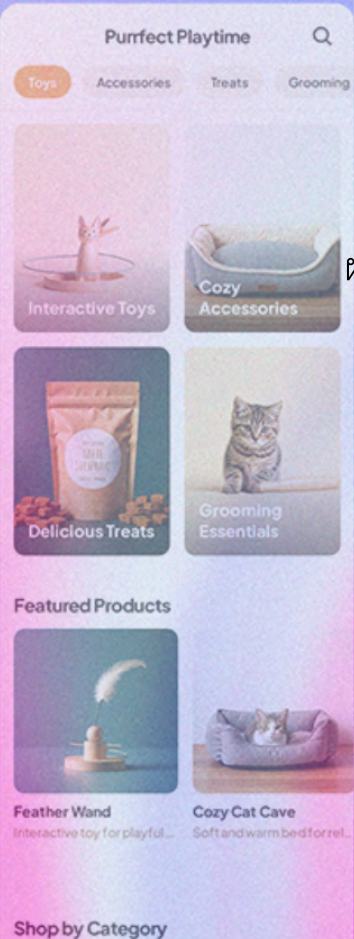 Purrfect Playtime
Toys
Accessories
Treats
Grooming
Interactive Toys
Cozy
Accessories
Delicious Treats
Grooming
Essentials
Featured Products
Feather Wand
Interactive toy for playful...
Cozy Cat Cave
Soft and warm bed for rel...
Shop by Category